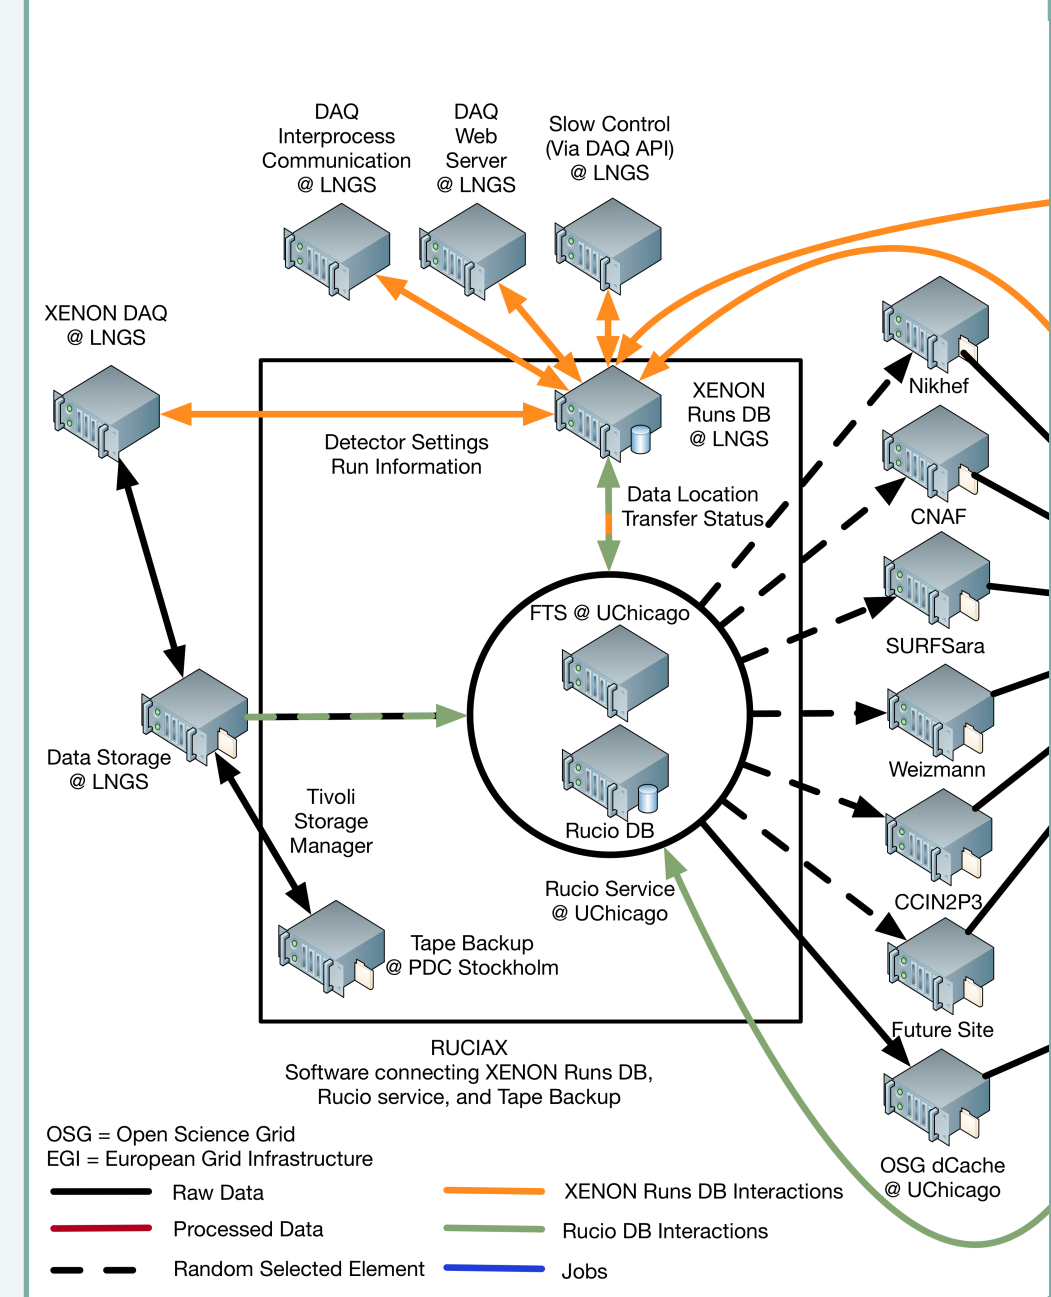 DAQ
Interprocess
Communication
@ LNGS
DAQ
Web
Server
@ LNGS
Slow Control
(Via DAQ API)
@ LNGS
XENON DAQ
@ LNGS
Nikhef
XENON
Runs DB
@ LNGS
Detector Settings
Run Information
Data Location
Transfer Status
CNAF
FTS @ UChicago
SURFSara
Data Storage
@ LNGS
Weizmann
Tivoli
Storage
Manager
Rucio DB
Rucio Service
@ UChicago
CCIN2P3
Tape Backup
@ PDC Stockholm
Future Site
RUCIAX
Software connecting XENON Runs DB,
Rucio service, and Tape Backup
OSG dCache
@ UChicago
OSG = Open Science Grid
EGI = European Grid Infrastructure
Raw Data
XENON Runs DB Interactions
Processed Data
Rucio DB Interactions
Random Selected Element
Jobs